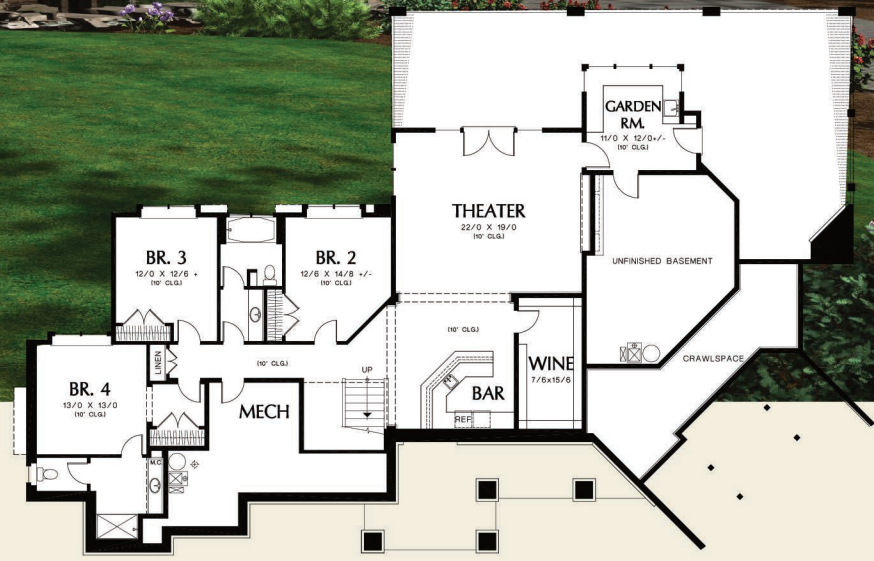 GARDEN
RM.
11/0 X 12/0+/-
(10' CLG.)
THEATER
22/0 X 19/0
(10' CLG.)
BR. 3
12/0 X 12/6 +
(10' CLG.)
BR. 2
12/6 X 14/8 +/-
(10' CLG.)
UNFINISHED BASEMENT
(10' CLG.)
LINEN
(10' CLG.)
UP
WINE
7/6x15/6
CRAWLSPACE
BR. 4
13/0 X 13/0
(10' CLG.)
MECH
BAR
REF
M.C.